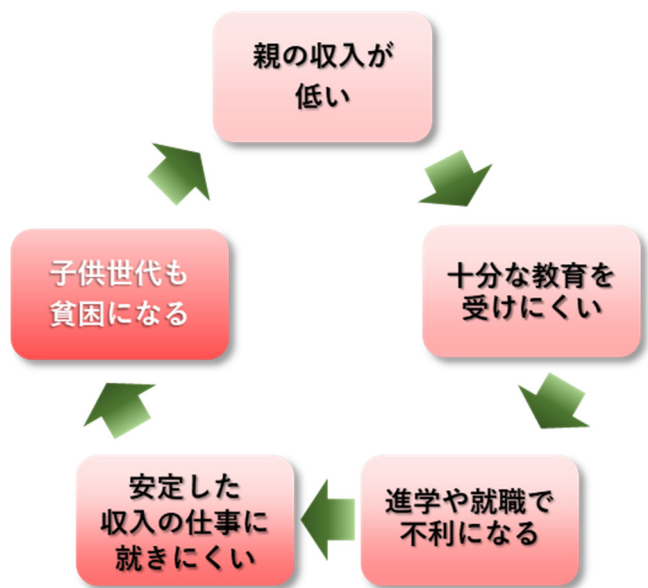 親の収入が
低い
十分な教育を
受けにくい
進学や就職で
不利になる
安定した
収入の仕事に
就きにくい
子供世代も
貧困になる